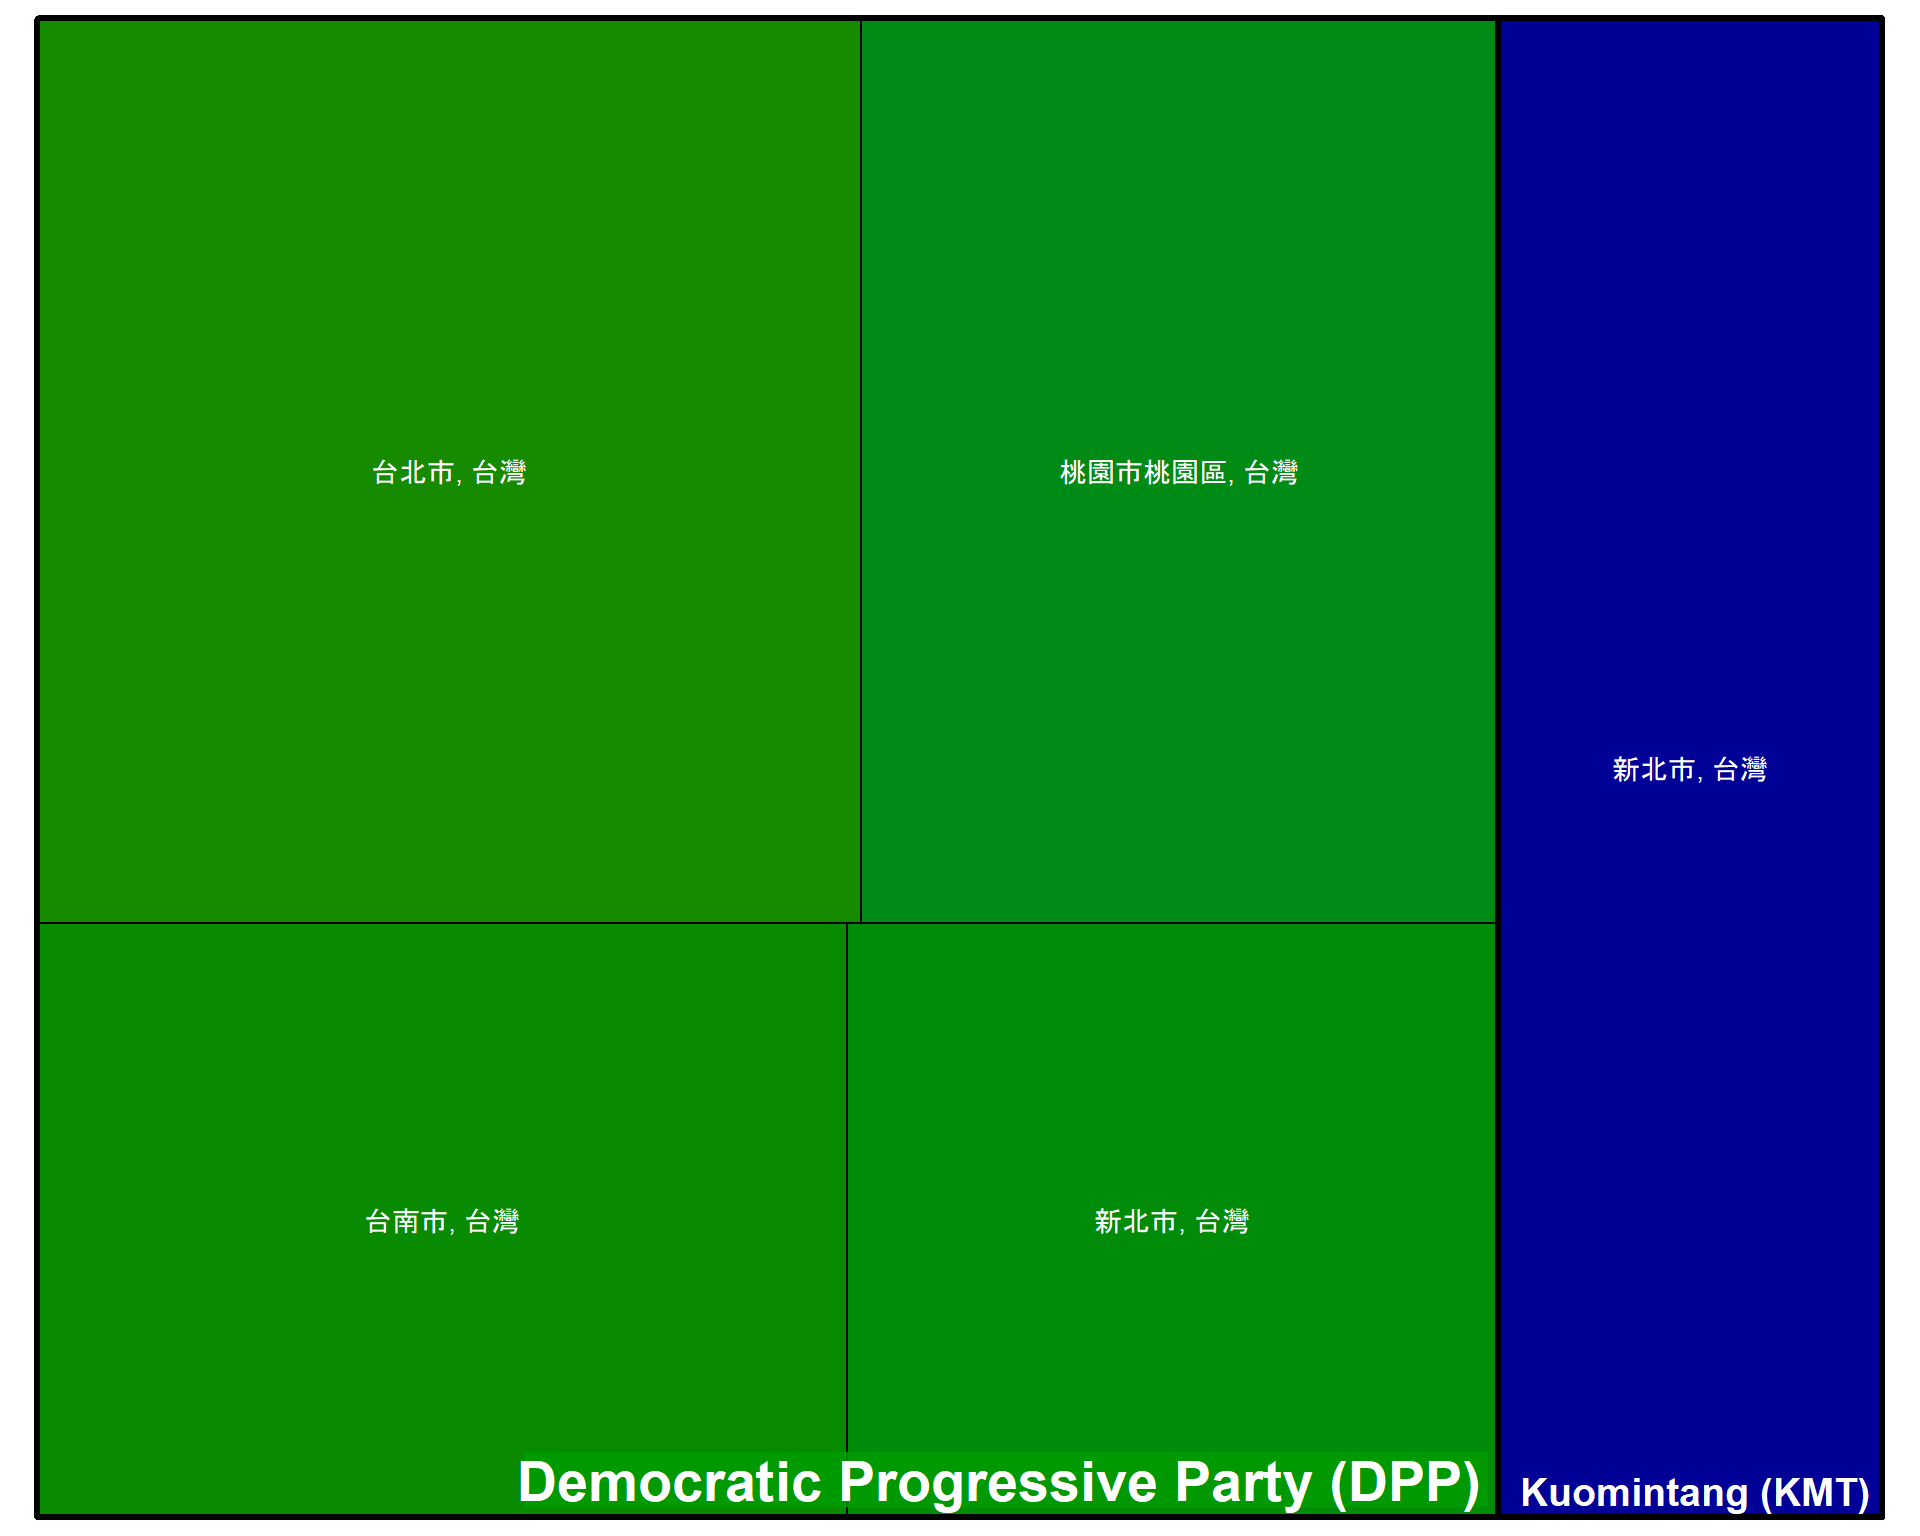 台北市, 台灣
桃園市桃園區, 台灣
新北市, 台灣
台南市, 台灣
新北市, 台灣
Democratic Progressive Party (DPP)
Kuomintang (KMT)